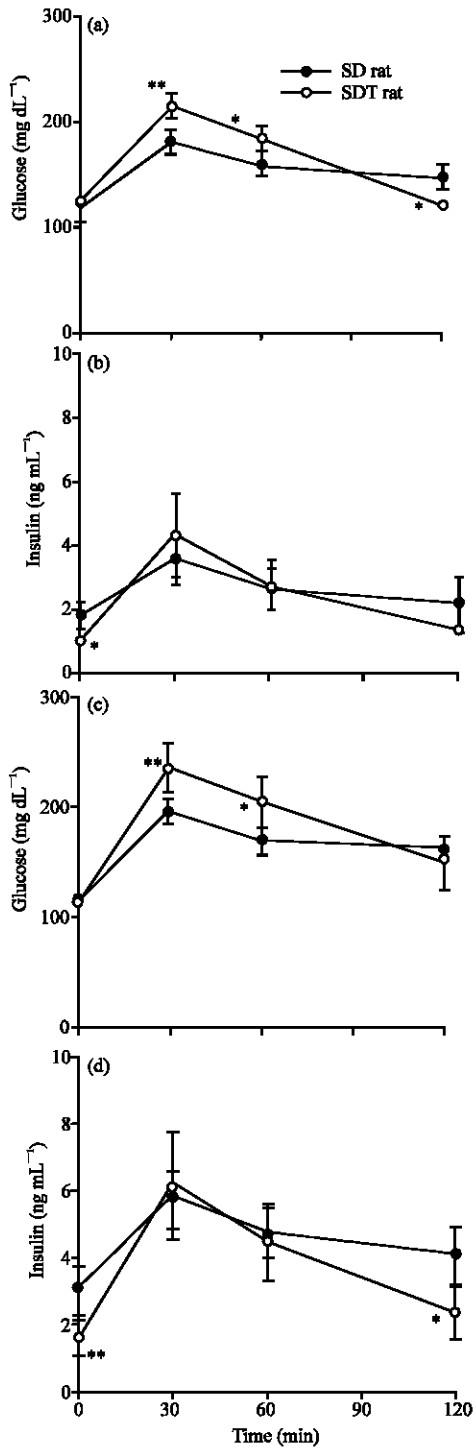 (a)
SD rat
SDT rat
**
*
*
300
200
100
0
Glucose (mg dL⁻¹)
(b)
10
8
6
4
2
0
Insulin (ng mL⁻¹)
*
(c)
300
200
100
0
Glucose (mg dL⁻¹)
**
*
(d)
10
8
6
4
2
0
Insulin (ng mL⁻¹)
**
*
0 30 60 90 120
Time (min)